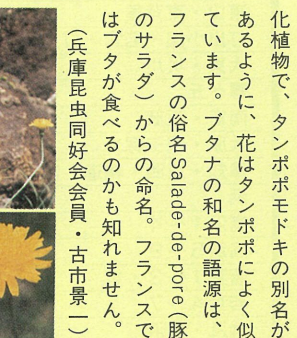 化植物で、タンポポモドキの別名が
あるように、花はタンポポによく似
ています。ブタナの和名の語源は、
フランスの俗名Salade-de-pore(豚
のサラダ)からの命名。フランスで
はブタが食べるのかも知れません。
(兵庫昆虫同好会会員・古市景一)